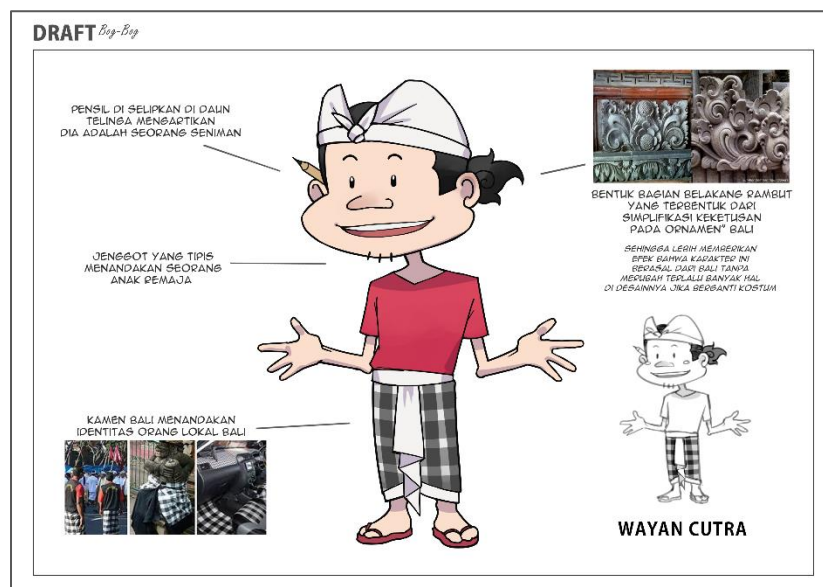 DRAFT Bog-Bog
PENSIL DI SELIPKAN DI DAUN
TELINGA MENGARTIKAN
DIA ADALAH SEORANG SENIMAN
JENGGOT YANG TIPIS
MENANDAKAN SEORANG
ANAK REMAJA
KAMEN BALI MENANDAKAN
IDENTITAS ORANG LOKAL BALI
BENTUK BAGIAN BELAKANG RAMBUT
YANG TERBENTUK DARI
SIMPLIFIKASI KEKETUSAN
PADA ORNAMEN" BALI
SEHINGGA LEBIH MEMBERIKAN
EFEK BAHWA KARAKTER INI
BERASAL DARI BALI TANPA
MERUBAH TERLALU BANYAK HAL
DI DESAINNYA JIKA BERGANTI KOSTUM
WAYAN CUTRA